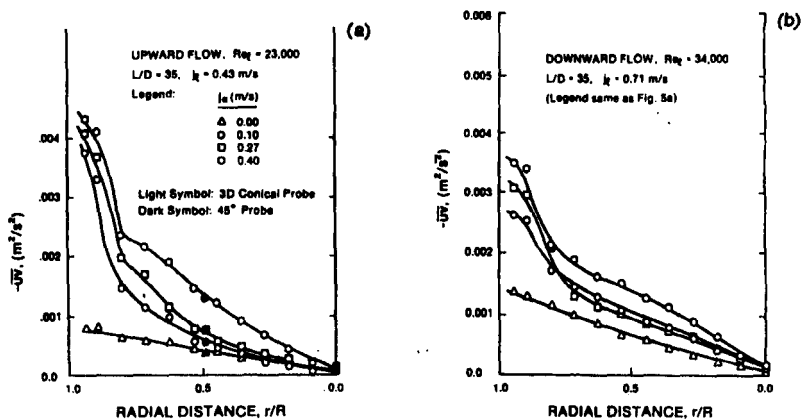 (a)
UPWARD FLOW, Reℓ = 23,000
L/D = 35, jℓ = 0.43 m/s
Legend:
jg (m/s)
△ 0.00
○ 0.10
□ 0.27
○ 0.40
Light Symbol: 3D Conical Probe
Dark Symbol: 45° Probe
-uv, (m²/s²)
.004
.003
.002
.001
0.0
1.0
0.5
0.0
RADIAL DISTANCE, r/R
(b)
DOWNWARD FLOW, Reℓ = 34,000
L/D = 35, jℓ = 0.71 m/s
(Legend same as Fig. 5a)
-uv, (m²/s²)
0.006
0.005
0.004
0.003
0.002
0.001
0.0
1.0
0.5
0.0
RADIAL DISTANCE, r/R